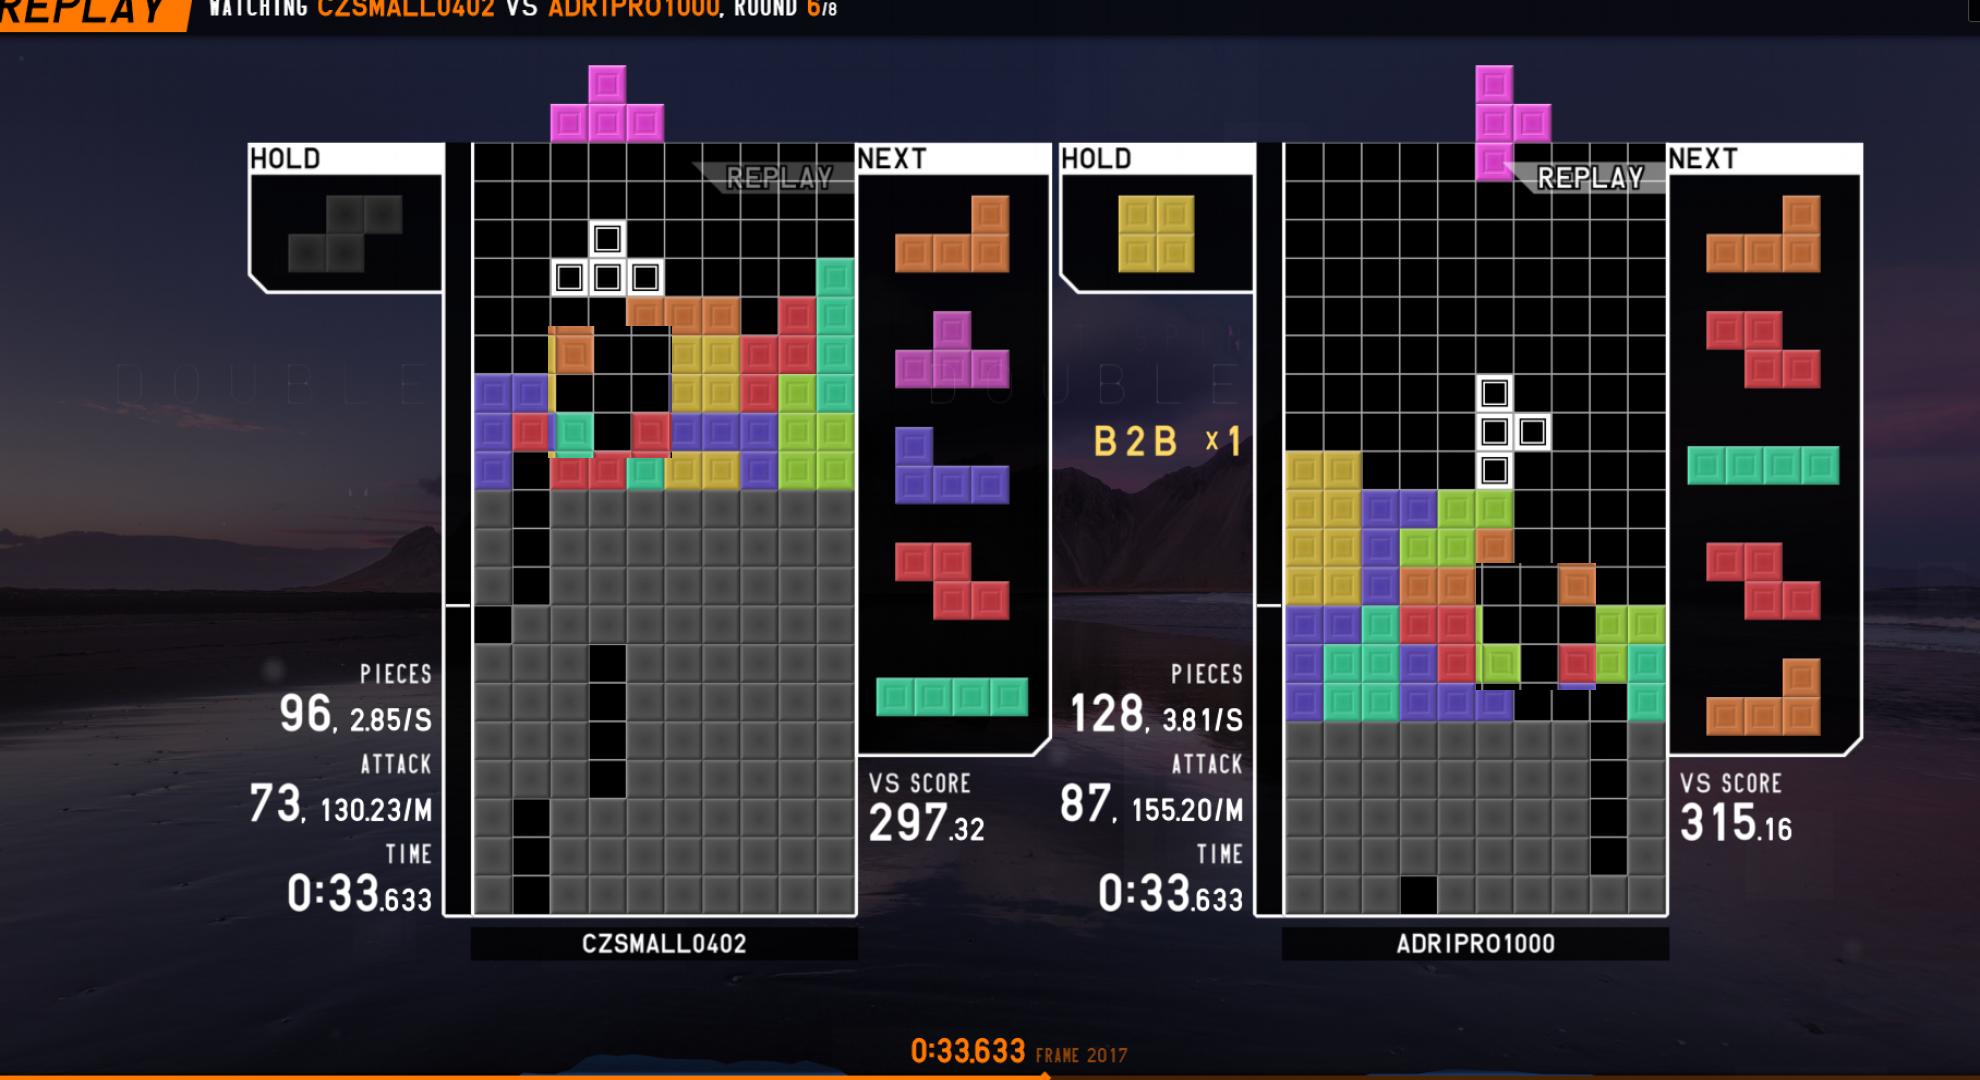 REPLAY WATCHING CZSMALL0402 VS ADRIPRO1000, ROUND 6/8
HOLD
REPLAY
NEXT
HOLD
REPLAY
NEXT
DOUBLE
DOUBLE
B2B x1
PIECES
96, 2.85/S
ATTACK
73, 130.23/M
TIME
0:33.633
VS SCORE
297.32
PIECES
128, 3.81/S
ATTACK
87, 155.20/M
TIME
0:33.633
VS SCORE
315.16
CZSMALL0402
ADRIPRO1000
0:33.633 FRAME 2017